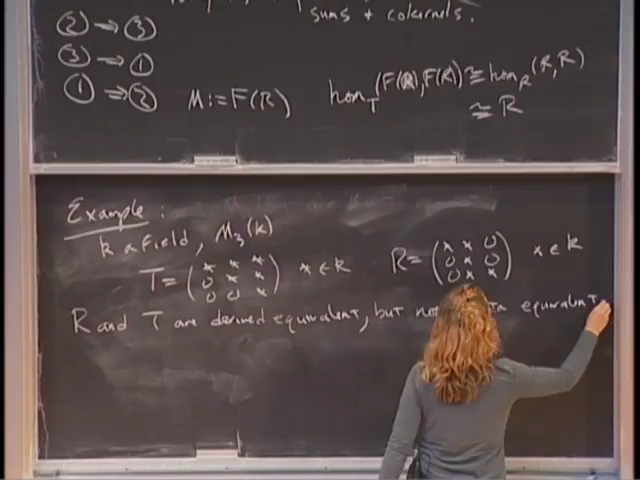 sums + cokernels.
② → ③
③ ⇒ ①
① ⇒ ②
M := F(R)
hom_T(F(R), F(R)) ≅ hom_R(R, R)
≅ R
Example:
k a field, M₃(k)
T = (* * * / 0 * * / 0 0 *) * ∈ k
R = (* * 0 / 0 * 0 / 0 * *) * ∈ k
R and T are derived equivalent, but not equivalent